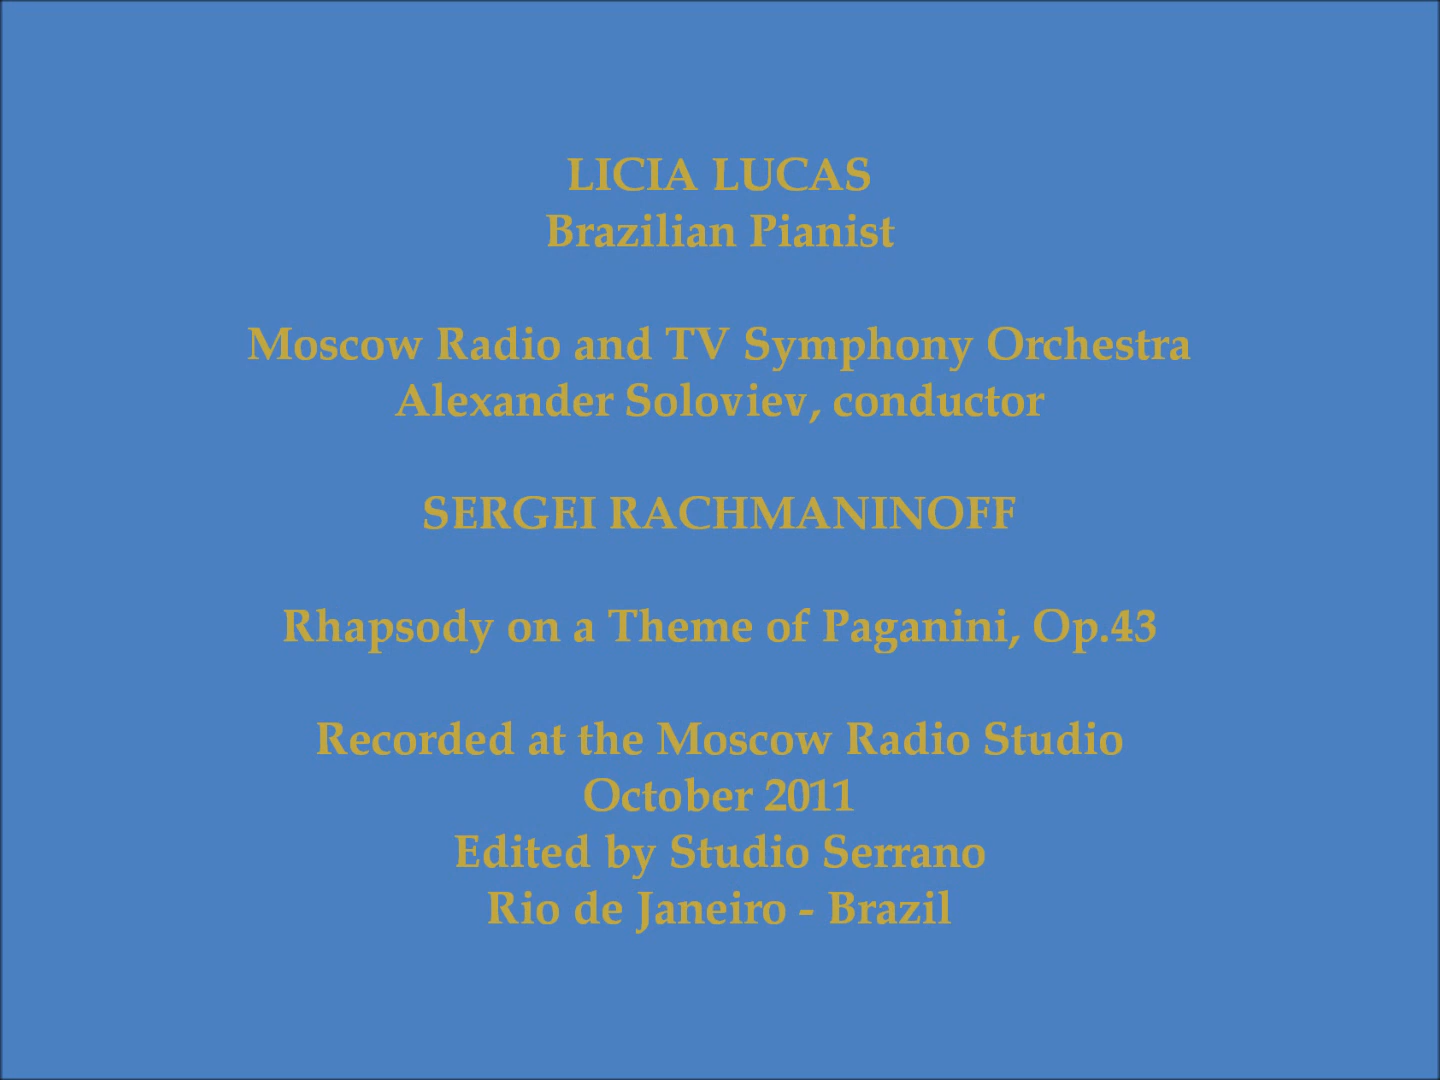 LICIA LUCAS
Brazilian Pianist
Moscow Radio and TV Symphony Orchestra
Alexander Soloviev, conductor
SERGEI RACHMANINOFF
Rhapsody on a Theme of Paganini, Op.43
Recorded at the Moscow Radio Studio
October 2011
Edited by Studio Serrano
Rio de Janeiro - Brazil